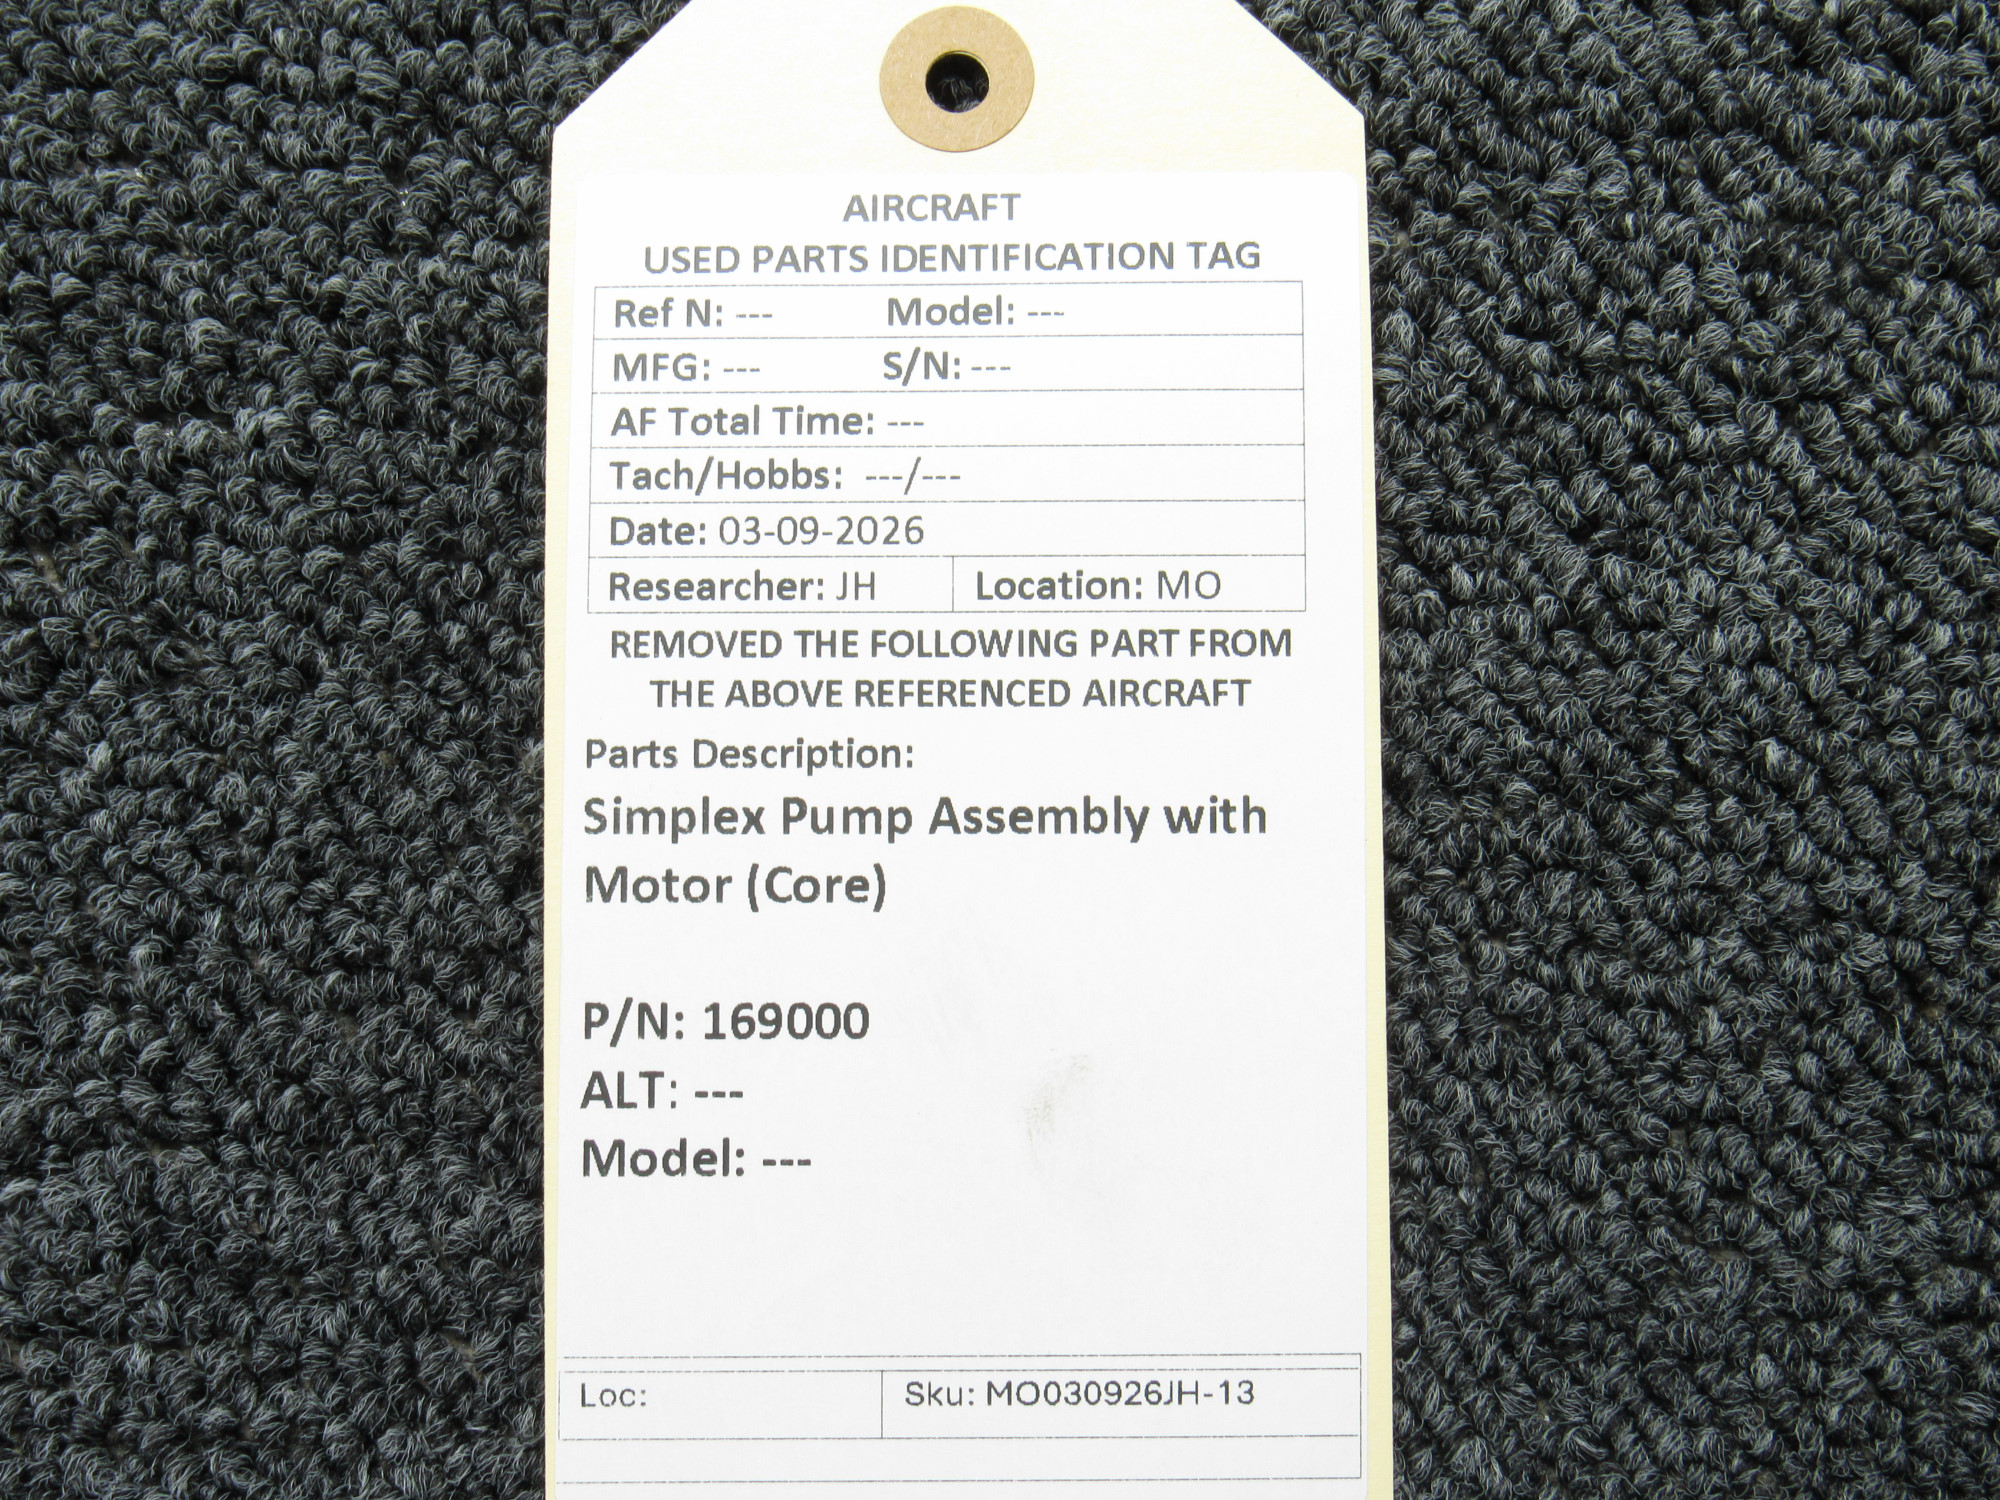 AIRCRAFT
USED PARTS IDENTIFICATION TAG
Ref N: --- Model: ---
MFG: --- S/N: ---
AF Total Time: ---
Tach/Hobbs: ---/---
Date: 03-09-2026
Researcher: JH Location: MO
REMOVED THE FOLLOWING PART FROM
THE ABOVE REFERENCED AIRCRAFT
Parts Description:
Simplex Pump Assembly with
Motor (Core)
P/N: 169000
ALT: ---
Model: ---
Loc: Sku: MO030926JH-13